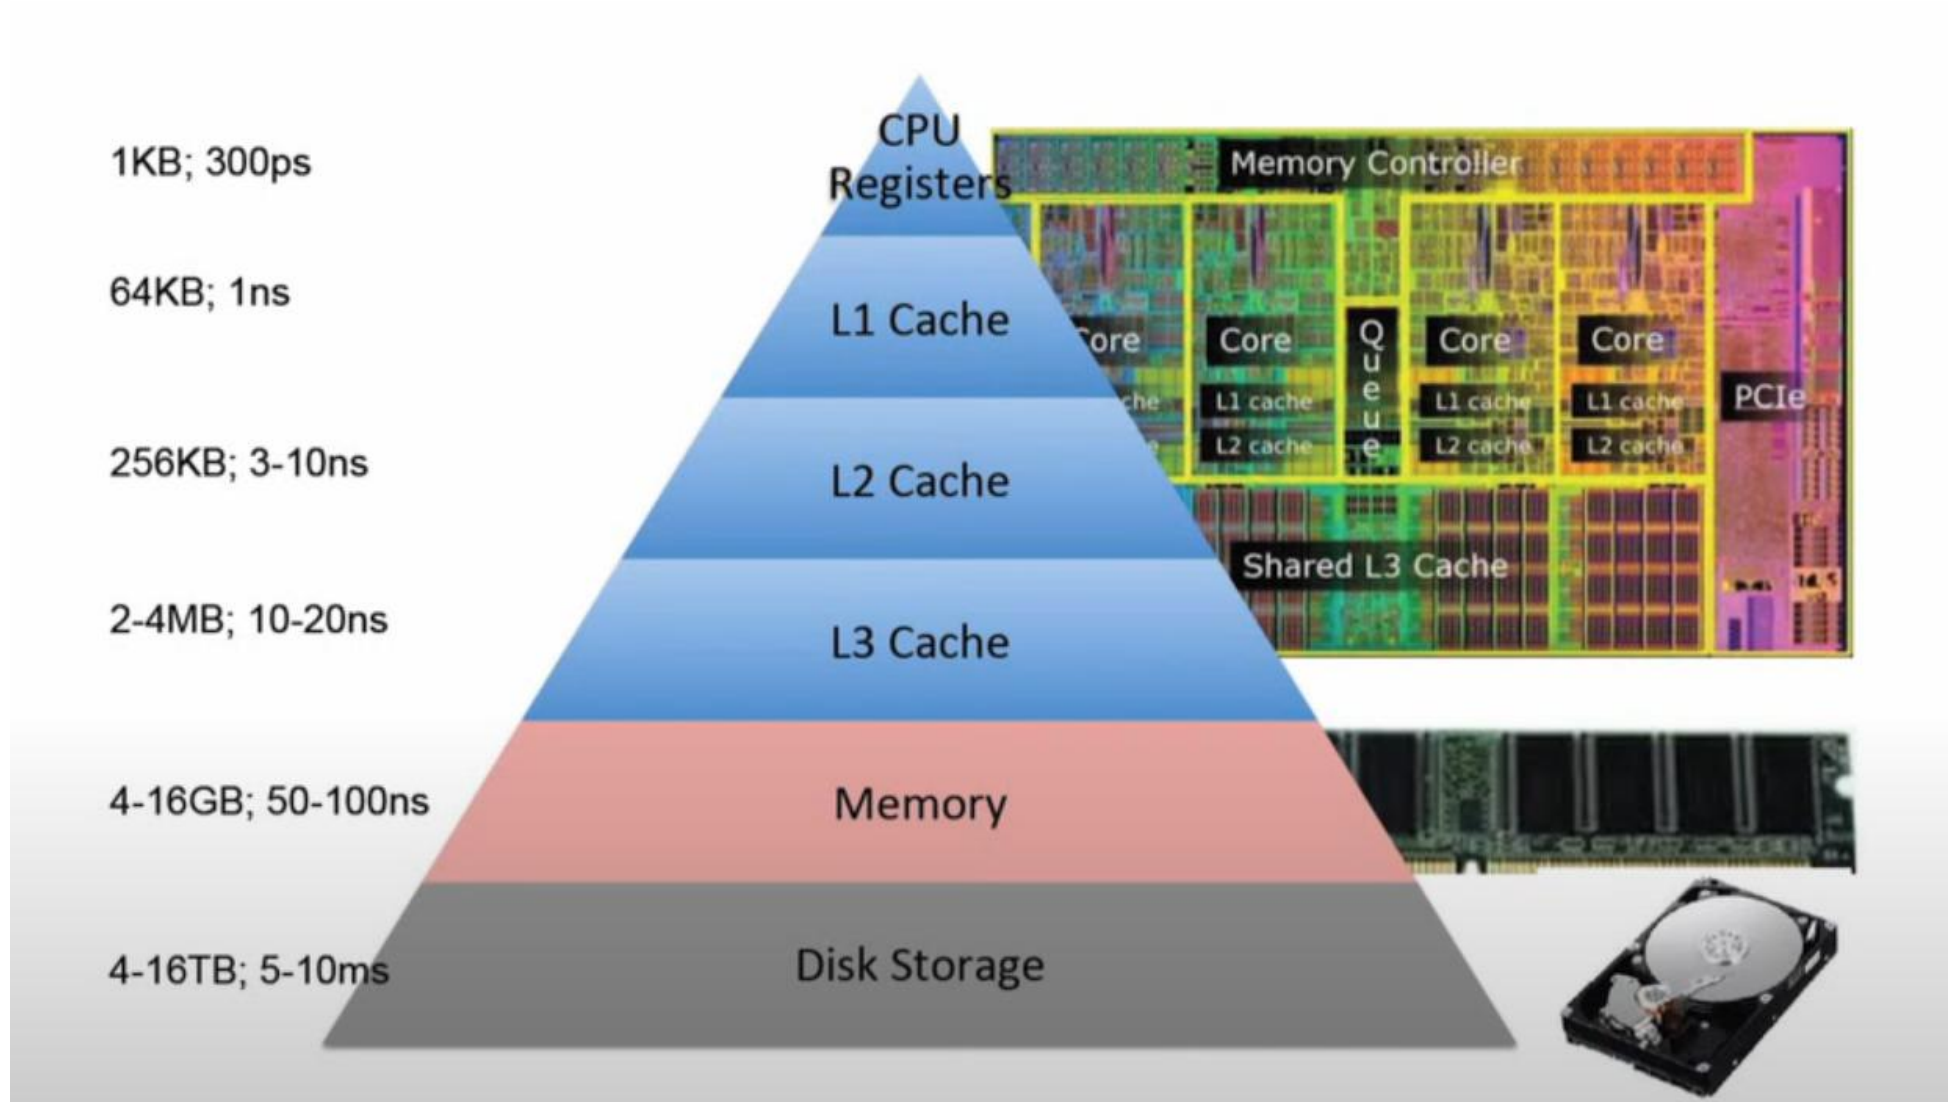 CPU
Registers
1KB; 300ps
Memory Controller
64KB; 1ns
L1 Cache
Core
Core
Core
Queue
L1 cache
L1 cache
L1 cache
PCIe
L2 cache
L2 cache
L2 cache
256KB; 3-10ns
L2 Cache
2-4MB; 10-20ns
L3 Cache
Shared L3 Cache
4-16GB; 50-100ns
Memory
4-16TB; 5-10ms
Disk Storage